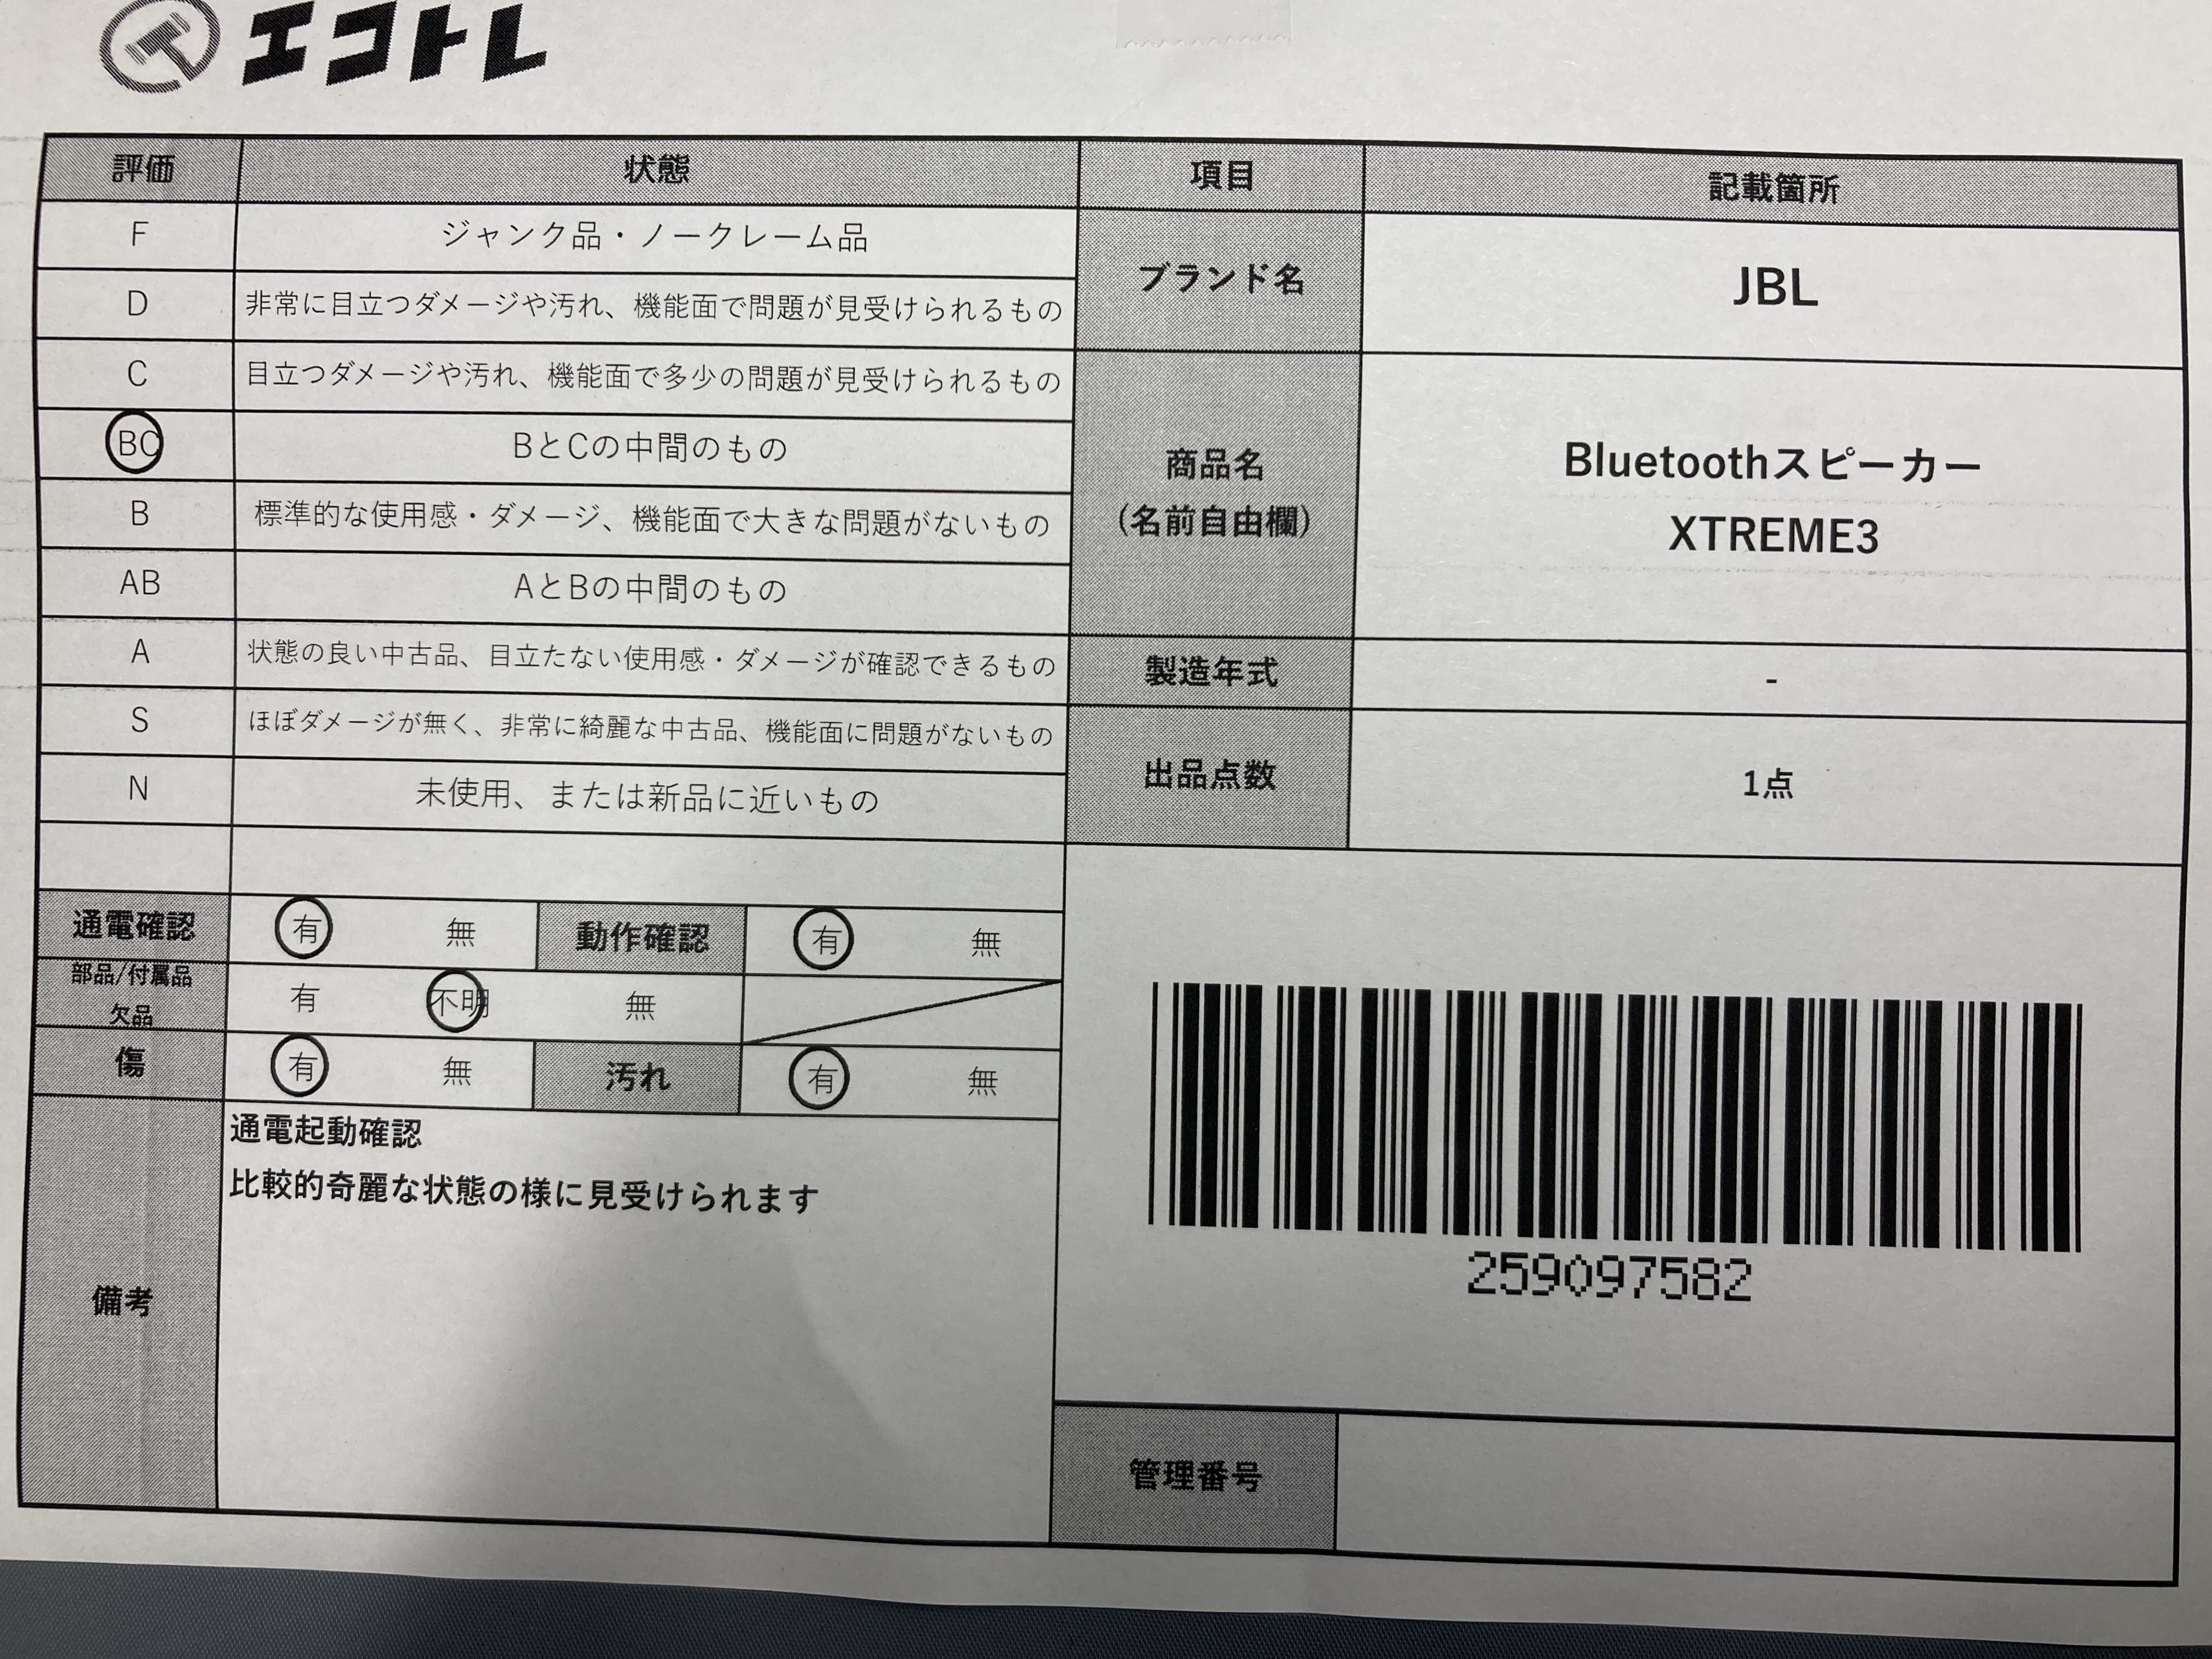 エコトレ
評価 状態 項目 記載箇所
F ジャンク品・ノークレーム品
D 非常に目立つダメージや汚れ、機能面で問題が見受けられるもの
ブランド名 JBL
C 目立つダメージや汚れ、機能面で多少の問題が見受けられるもの
BC BとCの中間のもの
B 標準的な使用感・ダメージ、機能面で大きな問題がないもの
AB AとBの中間のもの
商品名
(名前自由欄)
Bluetoothスピーカー
XTREME3
A 状態の良い中古品、目立たない使用感・ダメージが確認できるもの
製造年式 -
S ほぼダメージが無く、非常に綺麗な中古品、機能面に問題がないもの
N 未使用、または新品に近いもの
出品点数 1点
通電確認 有 無 動作確認 有 無
部品/付属品
欠品
有 不明 無
傷 有 無 汚れ 有 無
備考
通電起動確認
比較的奇麗な状態の様に見受けられます
259097582
管理番号